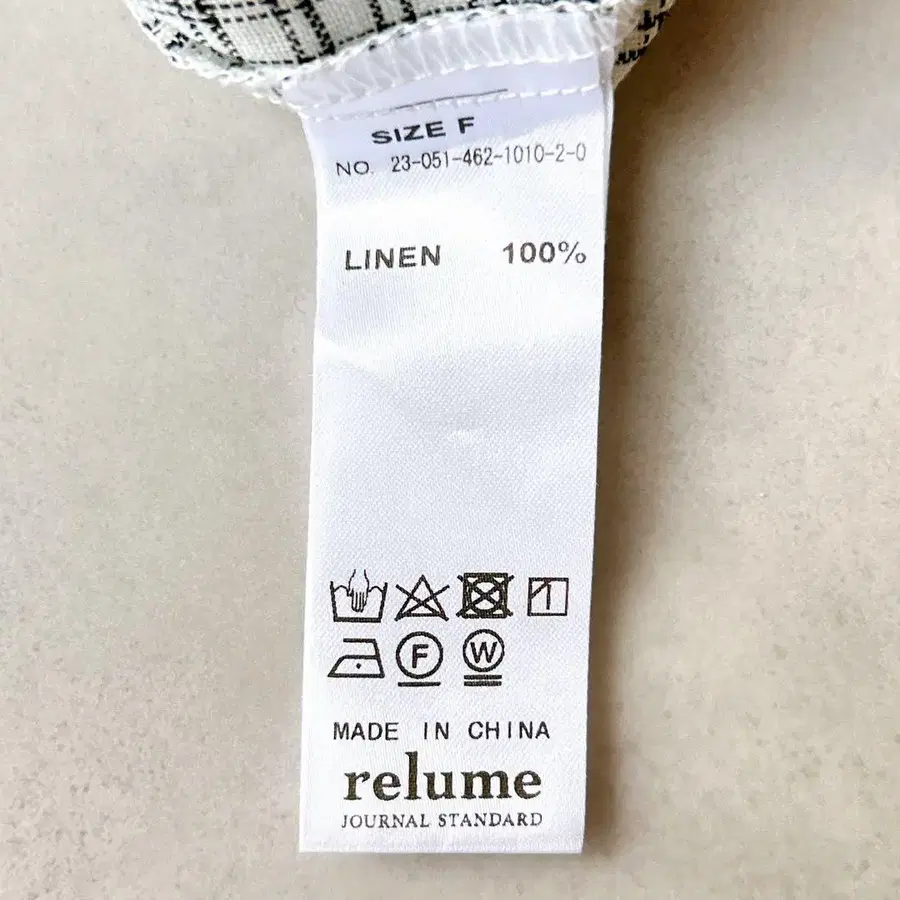 SIZE F
NO. 23-051-462-1010-2-0
LINEN 100%
F W
MADE IN CHINA
relume
JOURNAL STANDARD